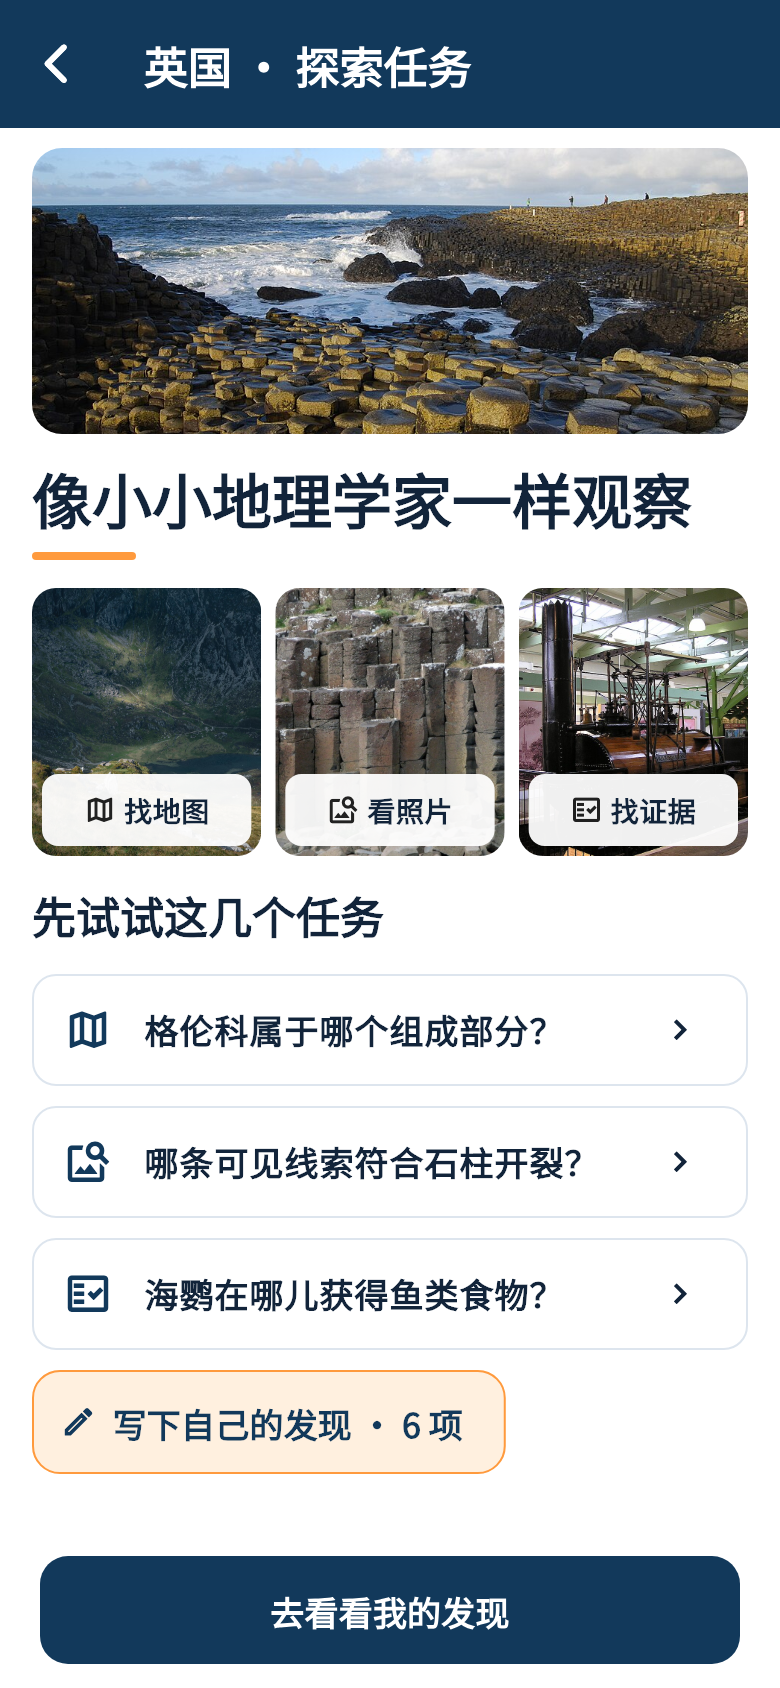 英国 · 探索任务
像小小地理学家一样观察
找地图
看照片
找证据
先试试这几个任务
格伦科属于哪个组成部分？
哪条可见线索符合石柱开裂？
海鹦在哪儿获得鱼类食物？
写下自己的发现 · 6 项
去看看我的发现